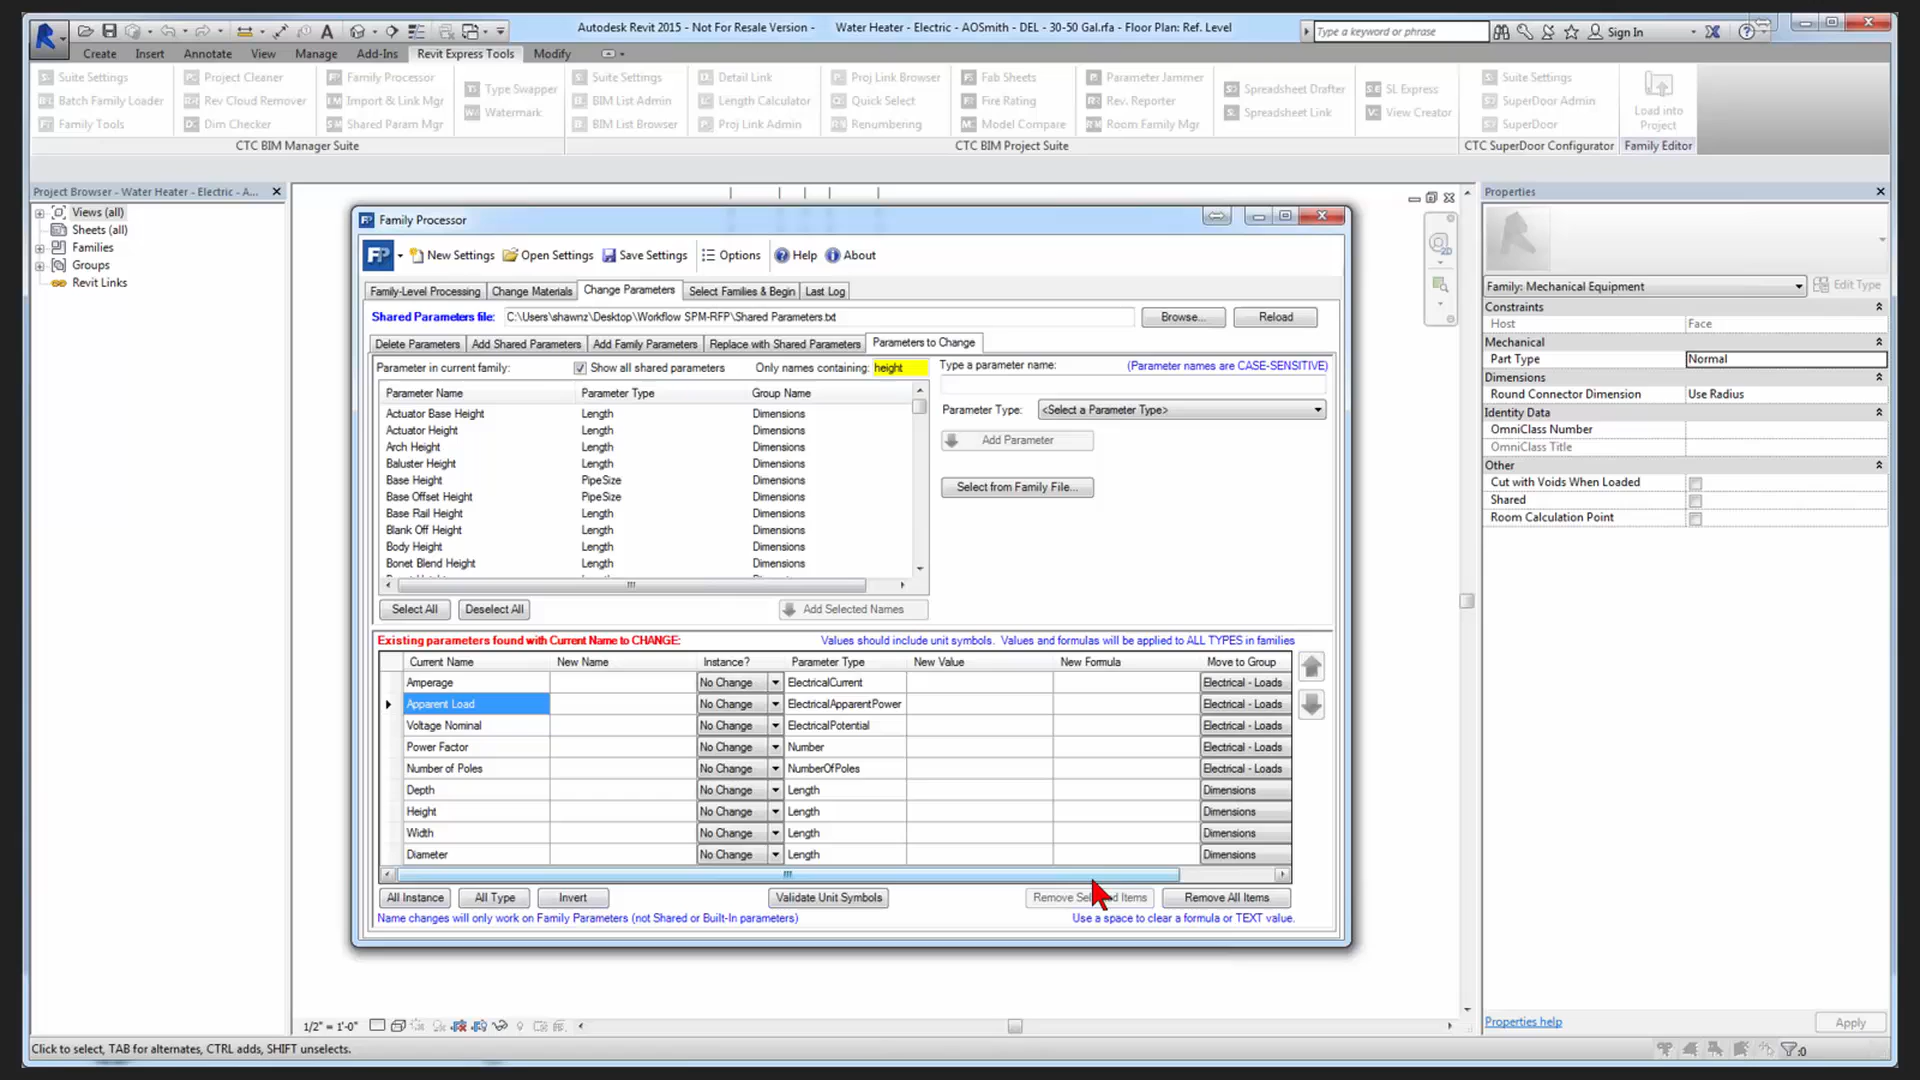 Autodesk Revit 2015 - Not For Resale Version - Water Heater - Electric - AOSmith - DEL - 30-50 Gal.rfa - Floor Plan: Ref. Level
Type a keyword or phrase
Sign In
Create Insert Annotate View Manage Add-Ins Revit Express Tools Modify
Suite Settings Project Cleaner Family Processor Type Swapper Suite Settings Detail Link Proj Link Browser Fab Sheets Parameter Jammer Spreadsheet Drafter SL Express Suite Settings
Batch Family Loader Rev Cloud Remover Import & Link Mgr Watermark BIM List Admin Length Calculator Quick Select Fire Rating Rev. Reporter Spreadsheet Link View Creator SuperDoor Admin Load into
Family Tools Dim Checker Shared Param Mgr BIM List Browser Proj Link Admin Renumbering Model Compare Room Family Mgr SuperDoor Project
CTC BIM Manager Suite CTC BIM Project Suite CTC SuperDoor Configurator Family Editor
Project Browser - Water Heater - Electric - A...
Views (all)
Sheets (all)
Families
Groups
Revit Links
Family Processor
FP New Settings Open Settings Save Settings Options Help About
Family-Level Processing Change Materials Change Parameters Select Families & Begin Last Log
Shared Parameters file: C:\Users\shawnz\Desktop\Workflow SPM-RFP\Shared Parameters.txt Browse... Reload
Delete Parameters Add Shared Parameters Add Family Parameters Replace with Shared Parameters Parameters to Change
Parameter in current family: Show all shared parameters Only names containing: height
Type a parameter name: (Parameter names are CASE-SENSITIVE)
Parameter Type: <Select a Parameter Type>
Add Parameter
Select from Family File...
Parameter Name Parameter Type Group Name
Actuator Base Height Length Dimensions
Actuator Height Length Dimensions
Arch Height Length Dimensions
Baluster Height Length Dimensions
Base Height PipeSize Dimensions
Base Offset Height PipeSize Dimensions
Base Rail Height Length Dimensions
Blank Off Height Length Dimensions
Body Height Length Dimensions
Bonet Blend Height Length Dimensions
Select All Deselect All Add Selected Names
Existing parameters found with Current Name to CHANGE: Values should include unit symbols. Values and formulas will be applied to ALL TYPES in families
Current Name New Name Instance? Parameter Type New Value New Formula Move to Group
Amperage No Change ElectricalCurrent Electrical - Loads
Apparent Load No Change ElectricalApparentPower Electrical - Loads
Voltage Nominal No Change ElectricalPotential Electrical - Loads
Power Factor No Change Number Electrical - Loads
Number of Poles No Change NumberOfPoles Electrical - Loads
Depth No Change Length Dimensions
Height No Change Length Dimensions
Width No Change Length Dimensions
Diameter No Change Length Dimensions
All Instance All Type Invert Validate Unit Symbols Remove Sel Items Remove All Items
Name changes will only work on Family Parameters (not Shared or Built-In parameters) Use a space to clear a formula or TEXT value.
Properties
Family: Mechanical Equipment Edit Type
Constraints
Host Face
Mechanical
Part Type Normal
Dimensions
Round Connector Dimension Use Radius
Identity Data
OmniClass Number
OmniClass Title
Other
Cut with Voids When Loaded
Shared
Room Calculation Point
Properties help Apply
1/2" = 1'-0"
Click to select, TAB for alternates, CTRL adds, SHIFT unselects.
:0